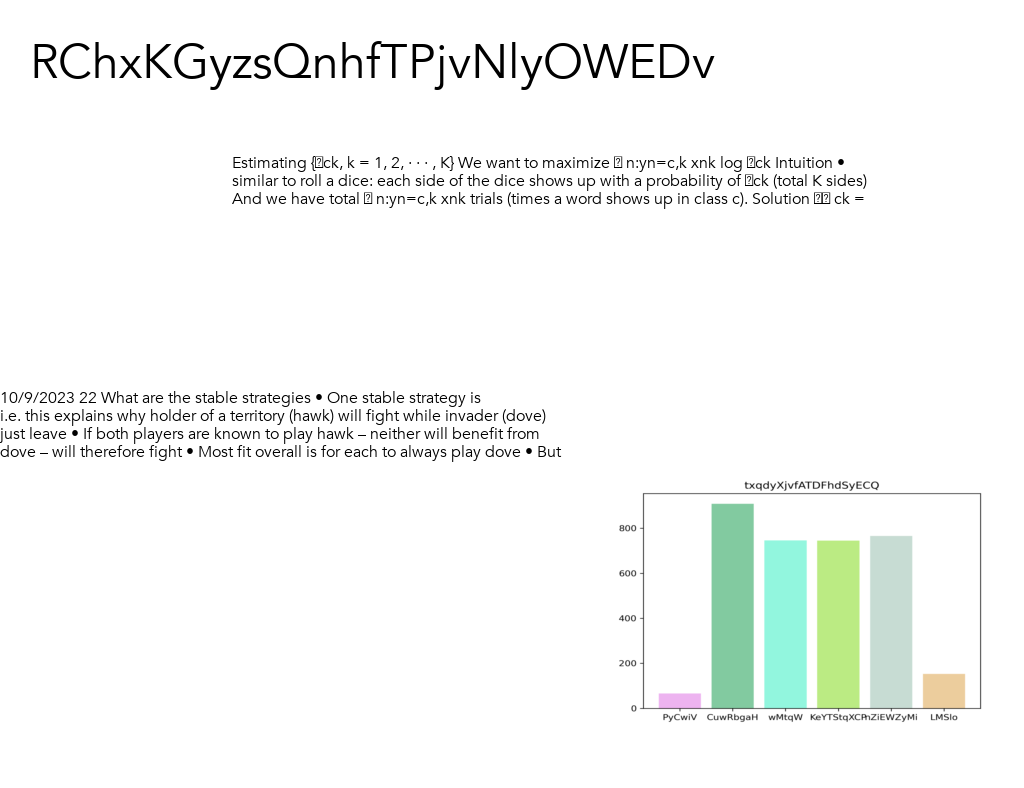 RChxKGyzsQnhfTPjvNlyOWEDv
Estimating {ck, k = 1, 2, · · · , K} We want to maximize n:yn=c,k xnk log ck Intuition •
similar to roll a dice: each side of the dice shows up with a probability of ck (total K sides)
And we have total n:yn=c,k xnk trials (times a word shows up in class c). Solution ck =
10/9/2023 22 What are the stable strategies • One stable strategy is
i.e. this explains why holder of a territory (hawk) will fight while invader (dove)
just leave • If both players are known to play hawk – neither will benefit from
dove – will therefore fight • Most fit overall is for each to always play dove • But
txqdyXjvfATDFhdSyECQ
800
600
400
200
0
PyCwiV CuwRbgaH wMtqW